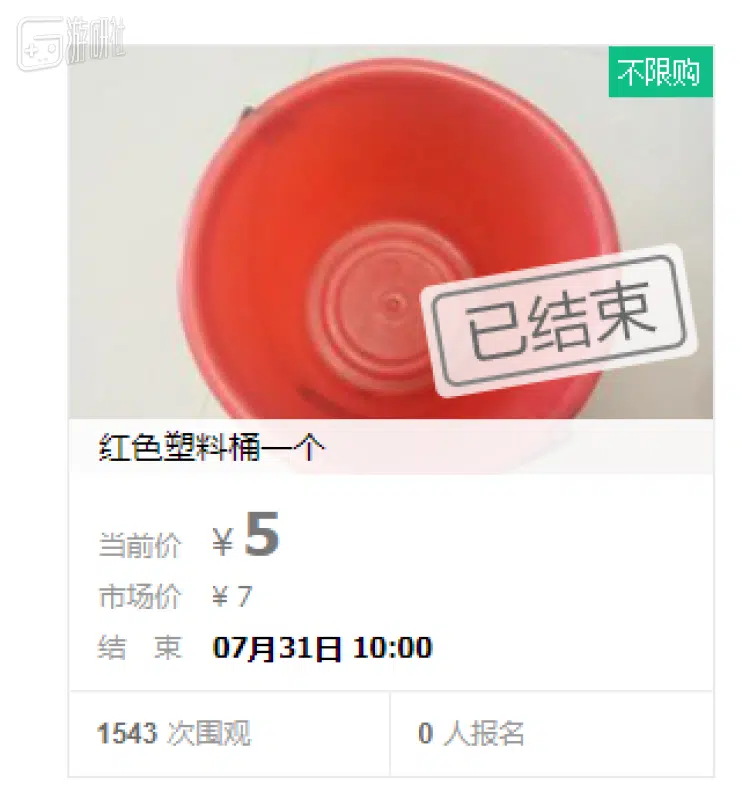 游研社
不限购
已结束
红色塑料桶一个
当前价 ¥ 5
市场价 ¥ 7
结 束 07月31日 10:00
1543 次围观
0 人报名